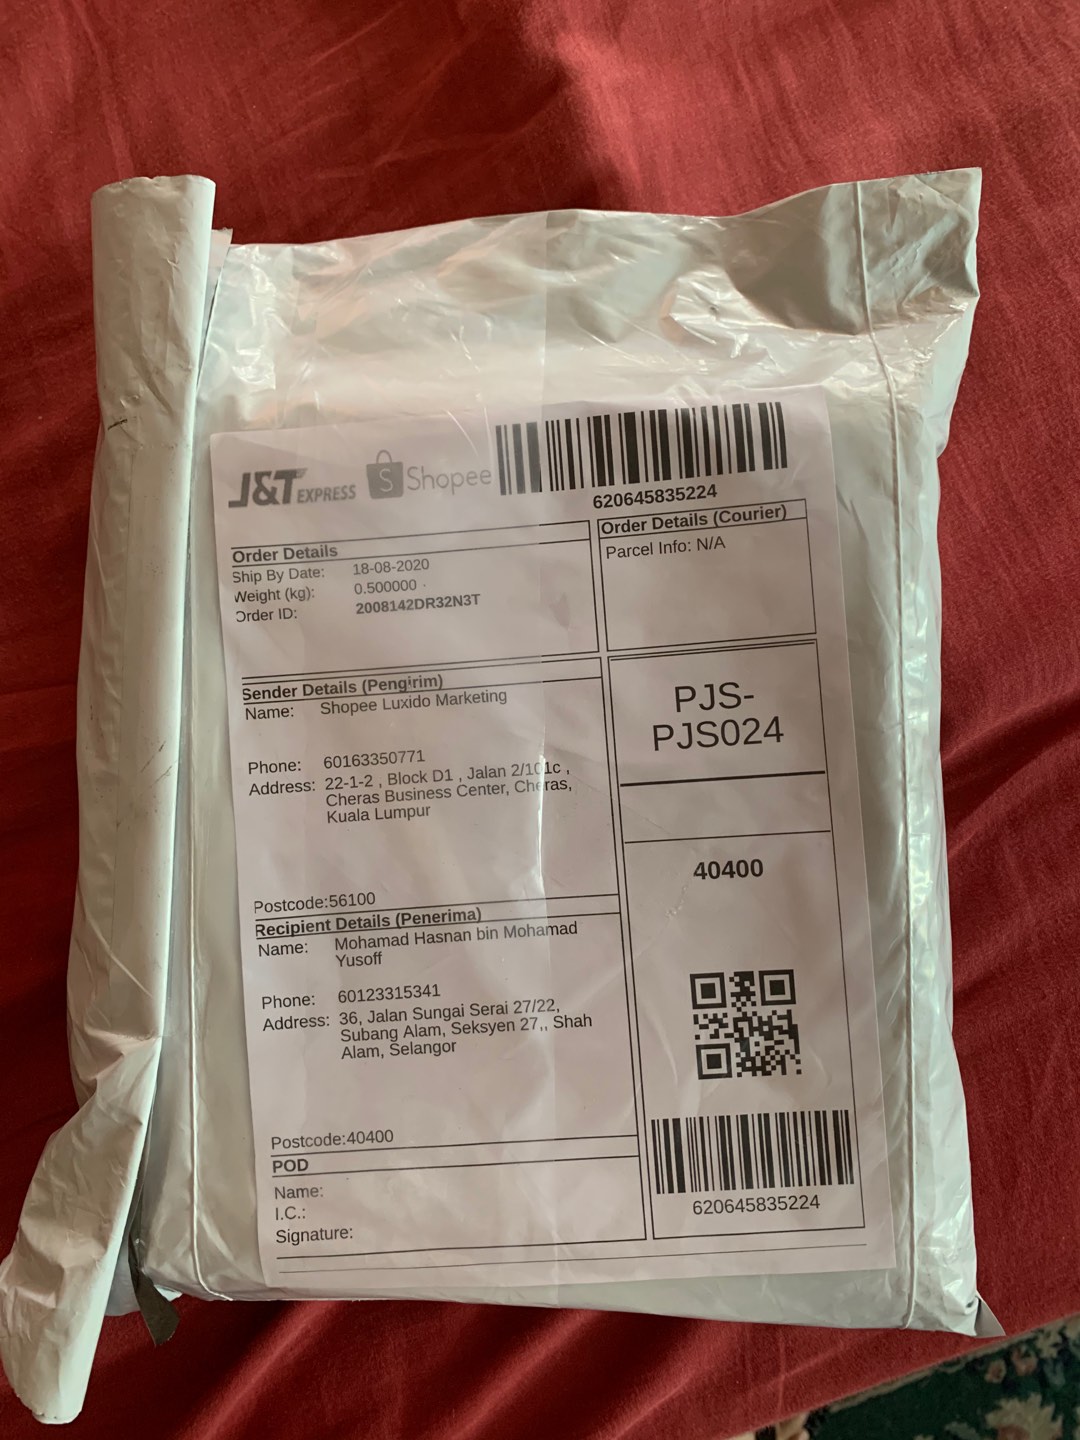 J&T EXPRESS S Shopee
620645835224
Order Details
Ship By Date: 18-08-2020
Weight (kg): 0.500000
Order ID: 2008142DR32N3T
Order Details (Courier)
Parcel Info: N/A
Sender Details (Pengirim)
Name: Shopee Luxido Marketing
Phone: 60163350771
Address: 22-1-2 , Block D1 , Jalan 2/101c ,
Cheras Business Center, Cheras,
Kuala Lumpur
Postcode:56100
PJS-
PJS024
40400
Recipient Details (Penerima)
Name: Mohamad Hasnan bin Mohamad
Yusoff
Phone: 60123315341
Address: 36, Jalan Sungai Serai 27/22,
Subang Alam, Seksyen 27,, Shah
Alam, Selangor
Postcode:40400
POD
Name:
I.C.:
Signature:
620645835224